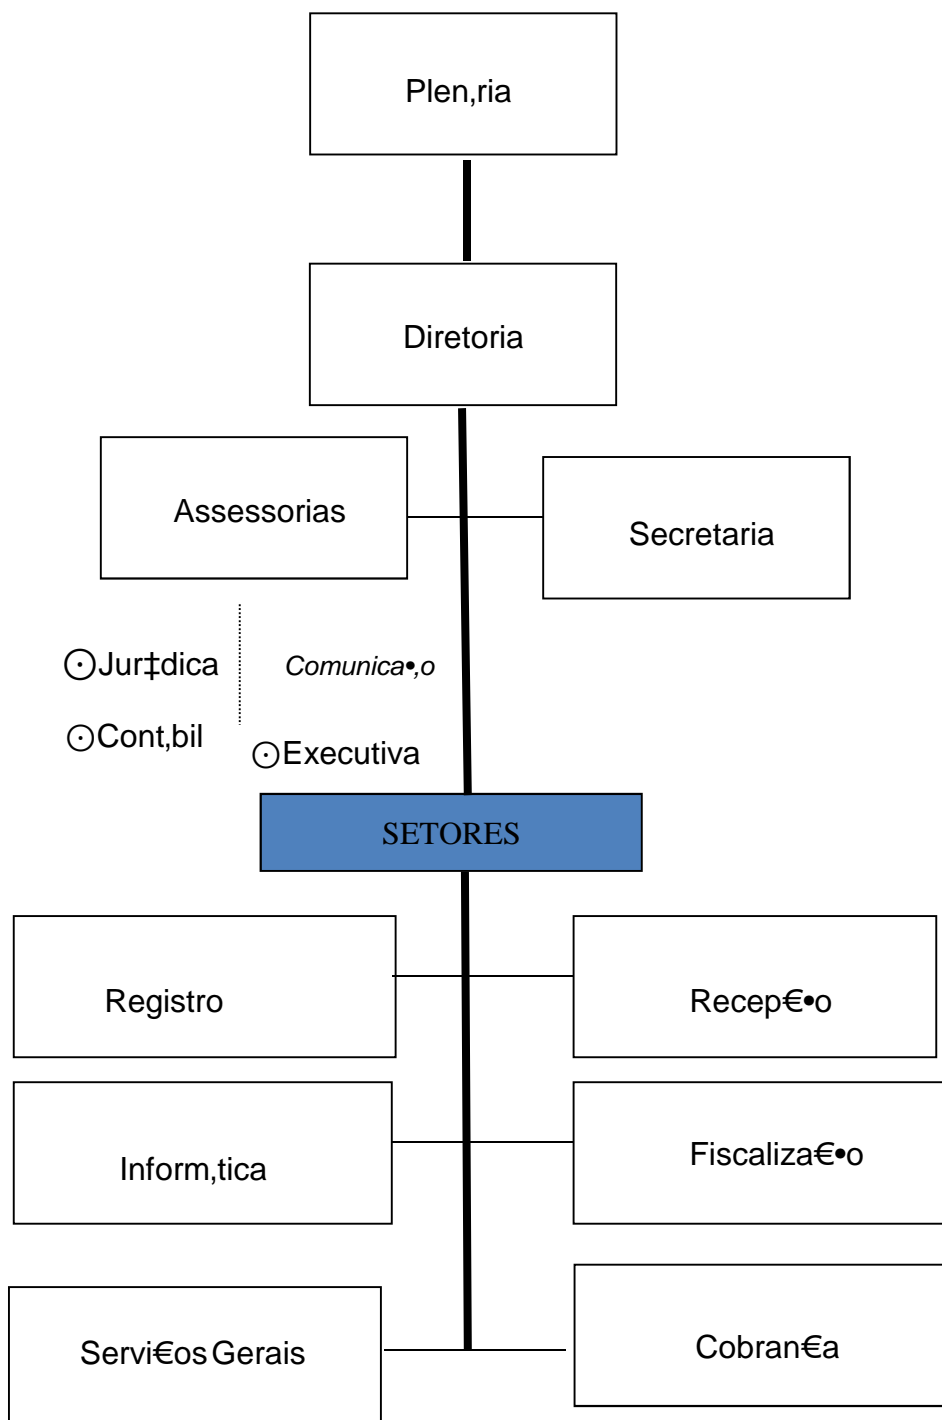 Plen‚ria
Diretoria
Assessorias
Secretaria
⨀Jur‡dica
Comunica•‚o
⨀Cont‚bil
⨀Executiva
SETORES
Registro
Recep€•o
Inform‚tica
Fiscaliza€•o
Servi€os Gerais
Cobran€a